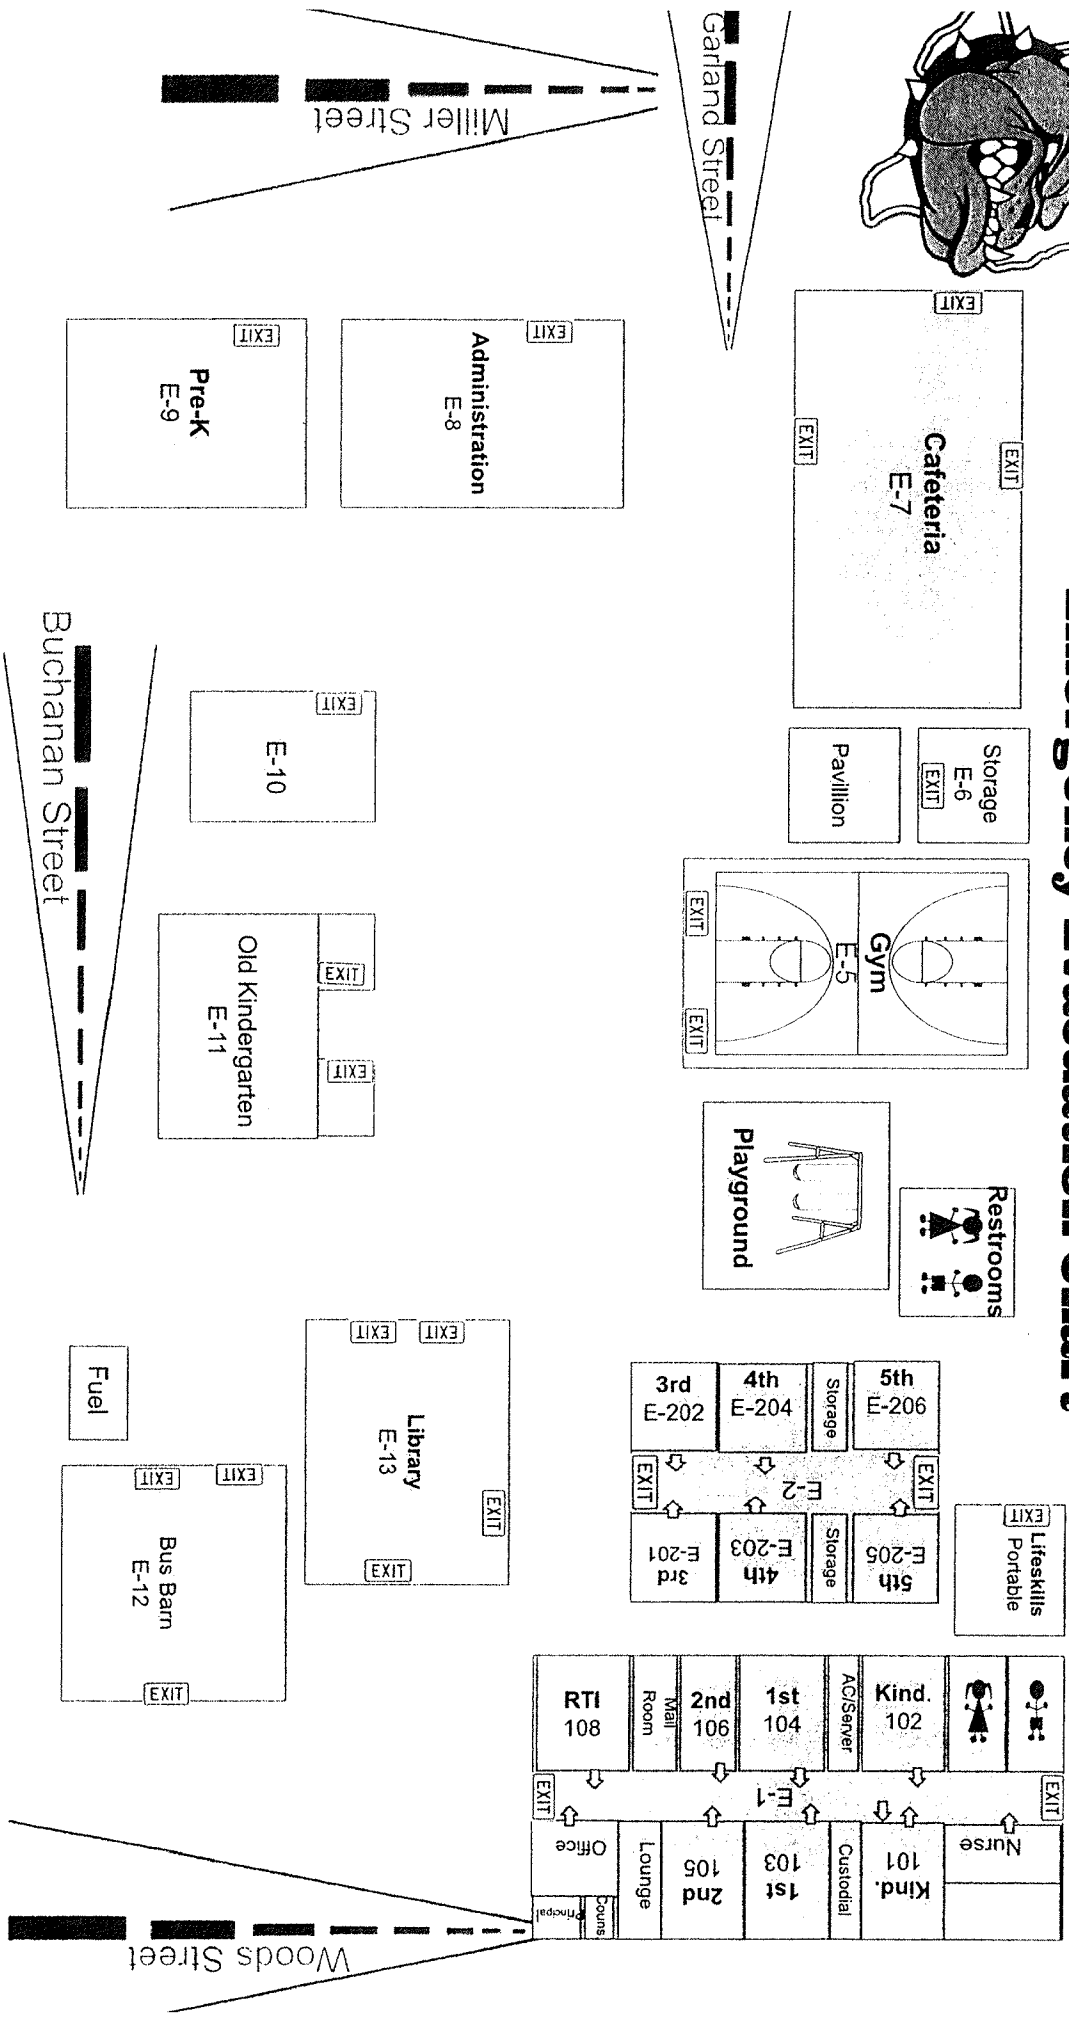 Emergency Evacuation Chart
Garland Street
Miller Street
EXIT
Cafeteria
E-7
EXIT
EXIT
EXIT
Administration
E-8
EXIT
Pre-K
E-9
Storage
E-6
EXIT
Pavillion
EXIT
E-10
Buchanan Street
Gym
E-5
EXIT
EXIT
Old Kindergarten
E-11
EXIT
EXIT
Playground
Restrooms
Fuel
EXIT
EXIT
Library
E-13
EXIT
EXIT
EXIT
EXIT
Bus Barn
E-12
EXIT
3rd
E-202
4th
E-204
Storage
5th
E-206
EXIT
E-2
EXIT
3rd
E-201
4th
E-203
Storage
5th
E-205
EXIT
Lifeskills
Portable
RTI
108
Mail
Room
2nd
106
1st
104
AC/Server
Kind.
102
EXIT
E-1
EXIT
Office
Principal
Couns.
Lounge
2nd
105
1st
103
Custodial
Kind.
101
Nurse
Woods Street